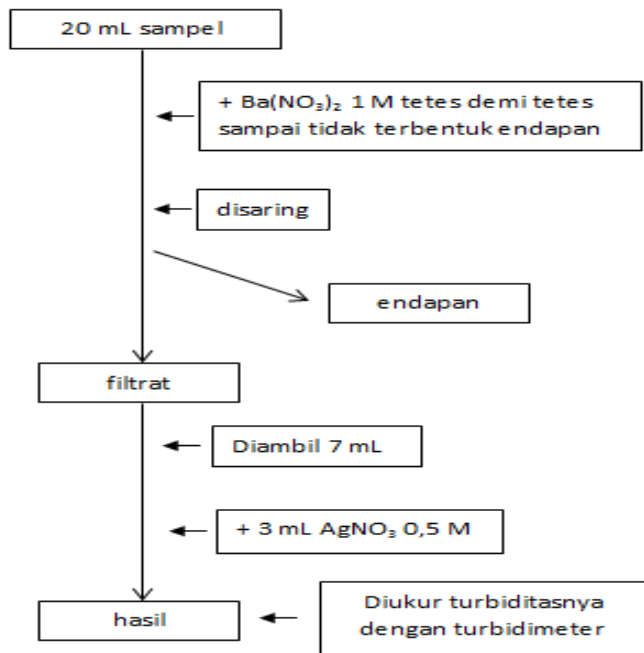 20 mL sampel
+ Ba(NO₃)₂ 1 M tetes demi tetes
sampai tidak terbentuk endapan
disaring
endapan
filtrat
Diambil 7 mL
+ 3 mL AgNO₃ 0,5 M
hasil
Diukur turbiditasnya
dengan turbidimeter